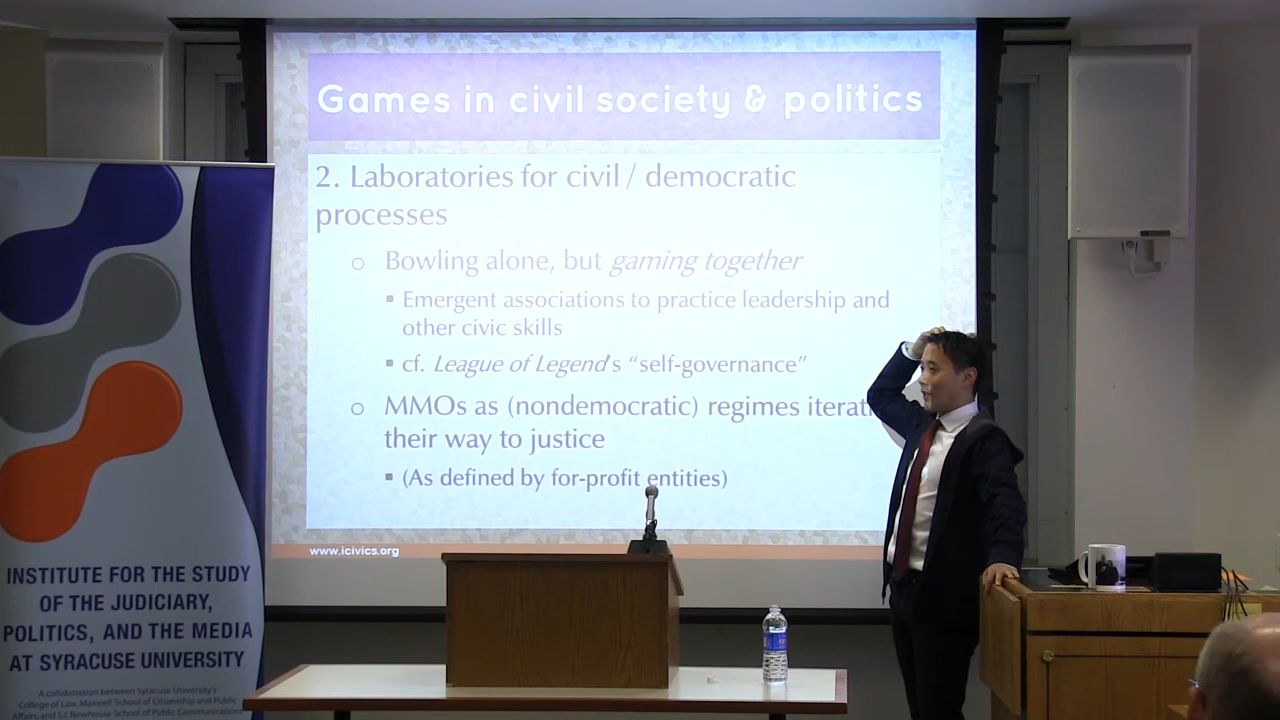 Games in civil society & politics
2. Laboratories for civil / democratic
processes
Bowling alone, but gaming together
Emergent associations to practice leadership and
other civic skills
cf. League of Legend's “self-governance”
MMOs as (nondemocratic) regimes
their way to justice
(As defined by for-profit entities)
www.icivics.org
INSTITUTE FOR THE STUDY
OF THE JUDICIARY,
POLITICS, AND THE MEDIA
AT SYRACUSE UNIVERSITY
A collaboration between Syracuse University's
College of Law, Maxwell School of Citizenship and Public
Affairs, and S.I. Newhouse School of Public Communications